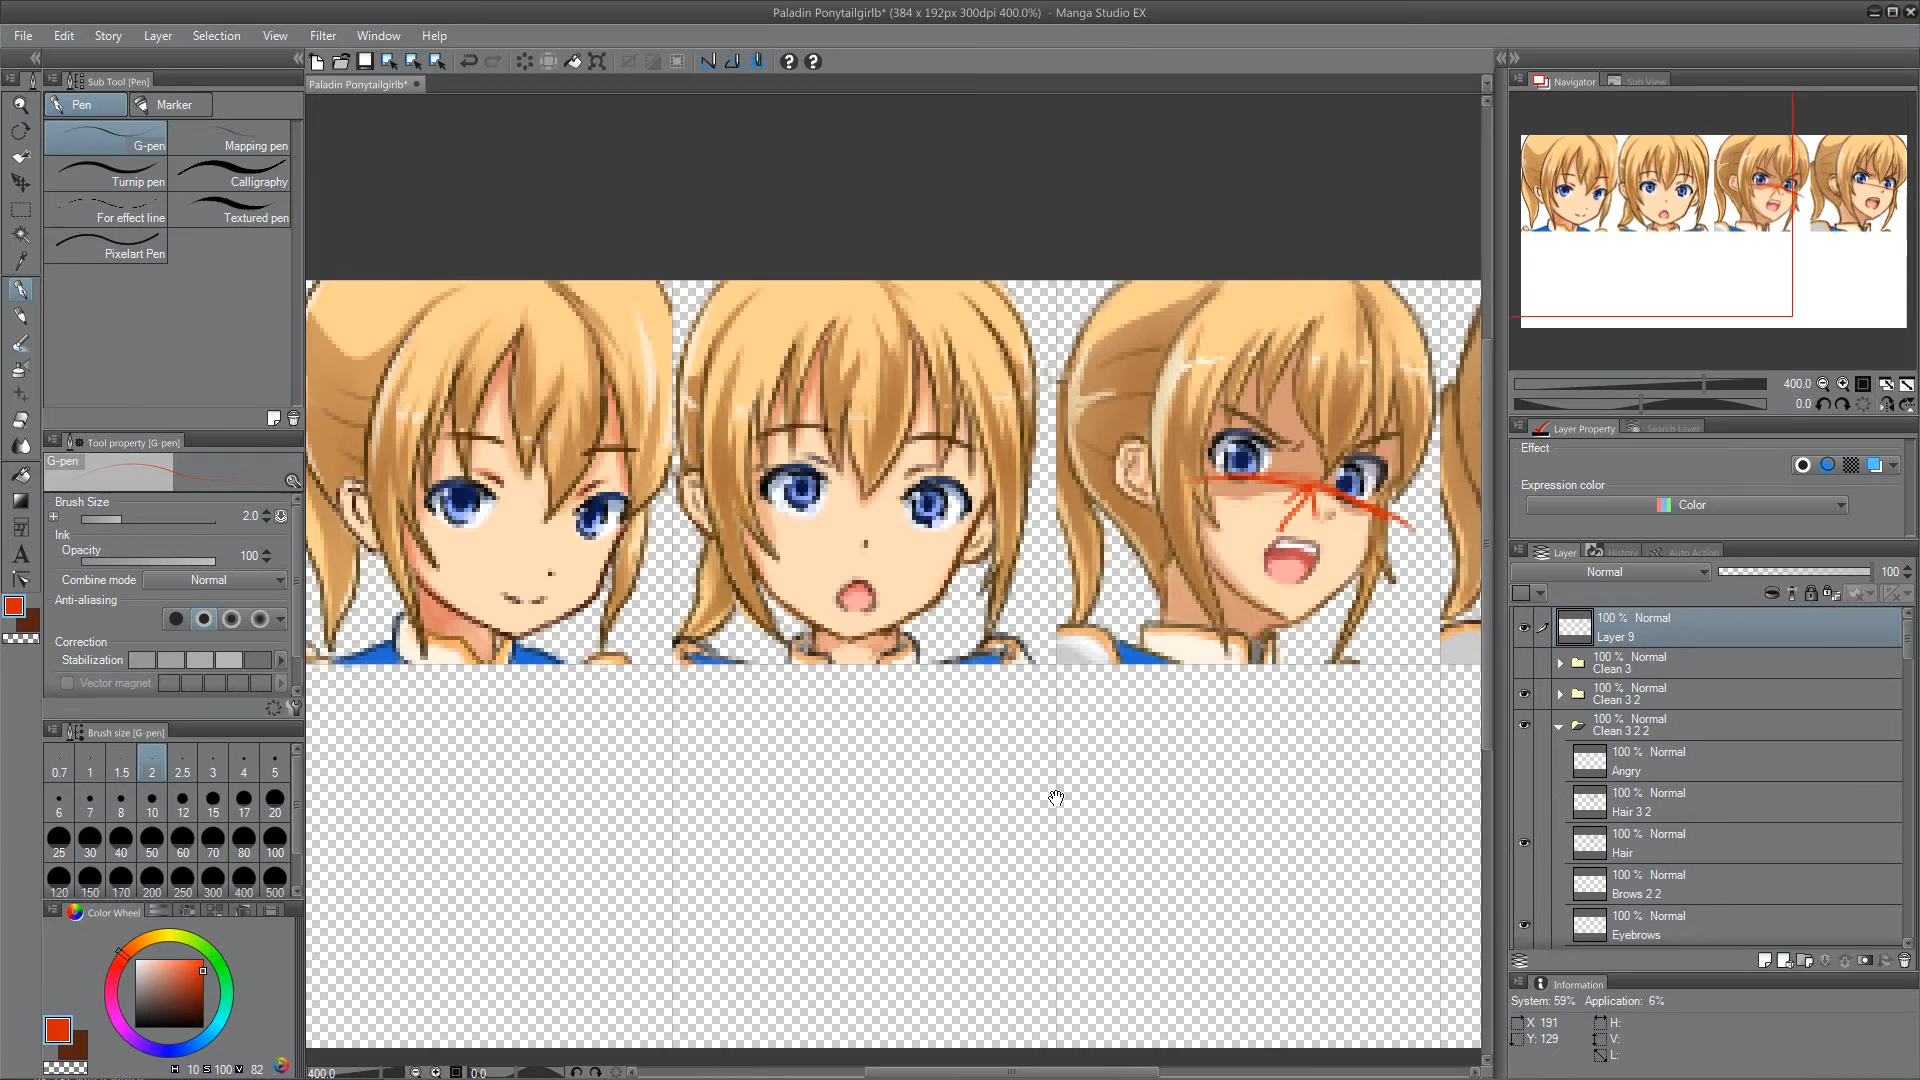 Paladin Ponytailgirlb* (384 x 192px 300dpi 400.0%)  - Manga Studio EX
File Edit Story Layer Selection View Filter Window Help
Sub Tool [Pen]
Pen Marker
G-pen Mapping pen
Turnip pen Calligraphy
For effect line Textured pen
Pixelart Pen
Tool property [G-pen]
G-pen
Brush Size 2.0
Ink
Opacity 100
Combine mode Normal
Anti-aliasing
Correction
Stabilization
Vector magnet
Brush size [G-pen]
0.7 1 1.5 2 2.5 3 4 5
6 7 8 10 12 15 17 20
25 30 40 50 60 70 80 100
120 150 170 200 250 300 400 500
Color Wheel
H 10 S 100 V 82
Paladin Ponytailgirlb*
400.0 0.0
Navigator Sub View
400.0
0.0
Layer Property Search Layer
Effect
Expression color
Color
Layer History Auto Action
Normal 100
100 % Normal
Layer 9
100 % Normal
Clean 3
100 % Normal
Clean 3 2
100 % Normal
Clean 3 2 2
100 % Normal
Angry
100 % Normal
Hair 3 2
100 % Normal
Hair
100 % Normal
Brows 2 2
100 % Normal
Eyebrows
Information
System: 59% Application: 6%
X 191 H:
Y: 129 V:
L: